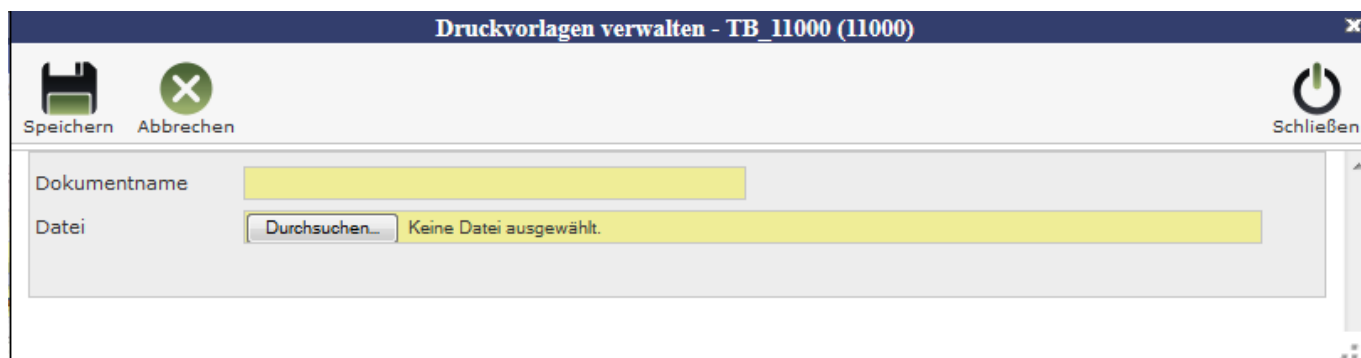 Druckvorlagen verwalten - TB_11000 (11000)
Speichern Abbrechen Schließen
Dokumentname
Datei Durchsuchen... Keine Datei ausgewählt.